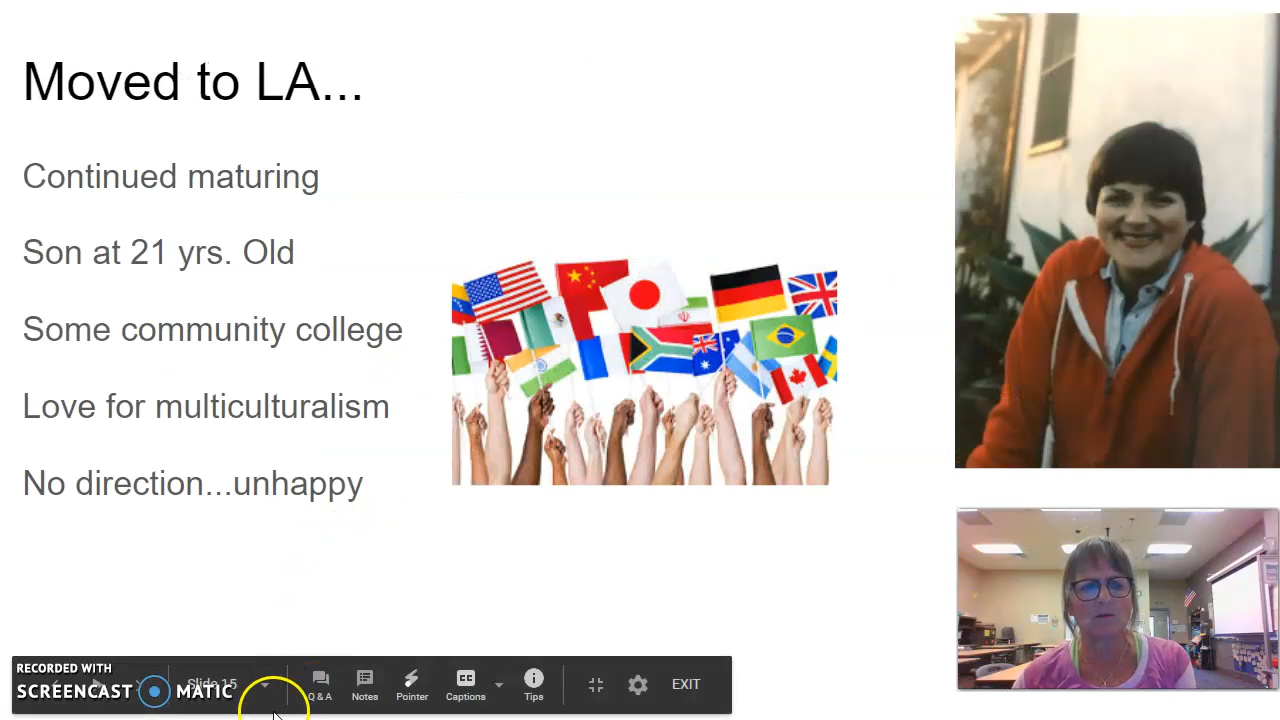 Moved to LA...
Continued maturing
Son at 21 yrs. Old
Some community college
Love for multiculturalism
No direction...unhappy
RECORDED WITH
SCREENCAST MATIC
Slide 15
Q & A
Notes
Pointer
Captions
Tips
EXIT